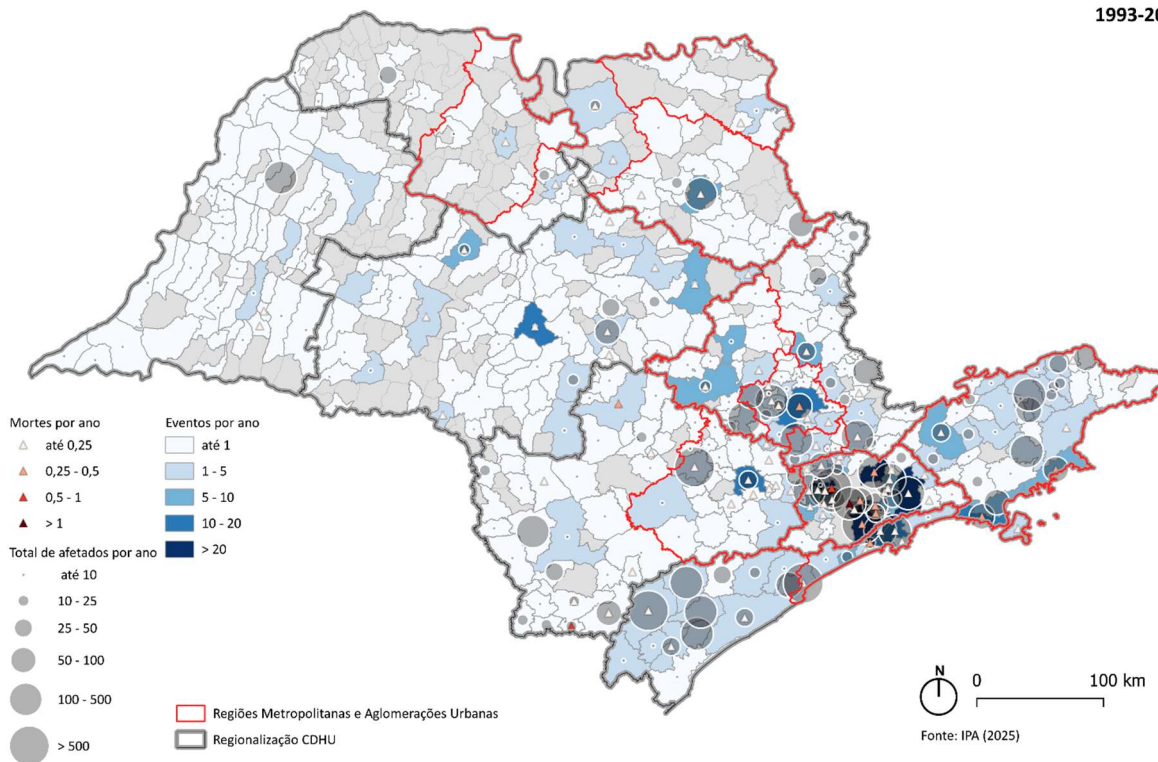 1993-20
Mortes por ano
até 0,25
0,25 - 0,5
0,5 - 1
> 1
Total de afetados por ano
até 10
10 - 25
25 - 50
50 - 100
100 - 500
> 500
Eventos por ano
até 1
1 - 5
5 - 10
10 - 20
> 20
Regiões Metropolitanas e Aglomerações Urbanas
Regionalização CDHU
N
0 100 km
Fonte: IPA (2025)